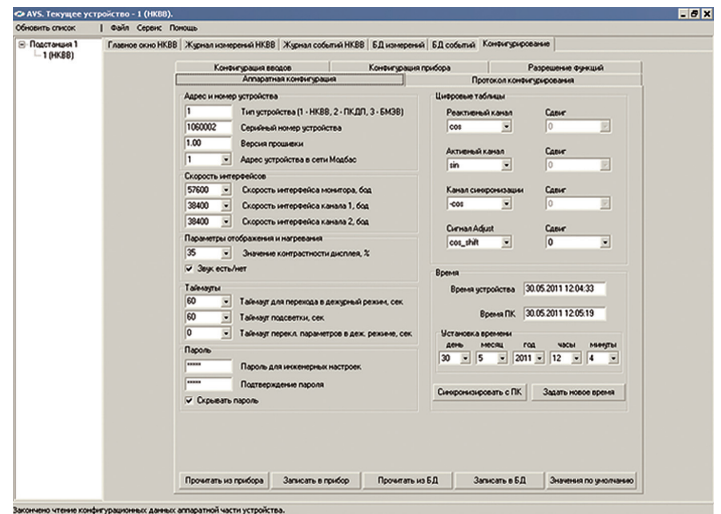 AVS. Текущее устройство - 1 (НКВВ).
Обновить список | Файл Сервис Помощь
Подстанция 1
1 (НКВВ)
Главное окно НКВВ Журнал измерений НКВВ Журнал событий НКВВ БД измерений БД событий Конфигурирование
Конфигурация вводов Конфигурация прибора Разрешение функций
Аппаратная конфигурация Протокол конфигурирования
Адрес и номер устройства
1 Тип устройства (1 - НКВВ, 2 - ПКДП, 3 - БМЭВ)
1060002 Серийный номер устройства
1.00 Версия прошивки
1 Адрес устройства в сети Модбас
Скорость интерфейсов
57600 Скорость интерфейса монитора, бод
38400 Скорость интерфейса канала 1, бод
38400 Скорость интерфейса канала 2, бод
Параметры отображения и нагревания
35 Значение контрастности дисплея, %
Звук есть/нет
Таймауты
60 Таймаут для перехода в дежурный режим, сек
60 Таймаут подсветки, сек
0 Таймаут перекл. параметров в деж. режиме, сек
Пароль
***** Пароль для инженерных настроек
***** Подтверждение пароля
Скрывать пароль
Цифровые таблицы
Реактивный канал Сдвиг
cos 0
Активный канал Сдвиг
sin 0
Канал синхронизации Сдвиг
-cos 0
Сигнал Adjust Сдвиг
cos_shift 0
Время
Время устройства 30.05.2011 12:04:33
Время ПК 30.05.2011 12:05:19
Установка времени
день месяц год часы минуты
30 5 2011 12 4
Синхронизировать с ПК Задать новое время
Прочитать из прибора Записать в прибор Прочитать из БД Записать в БД Значения по умолчанию
Закончено чтение конфигурационных данных аппаратной части устройства.